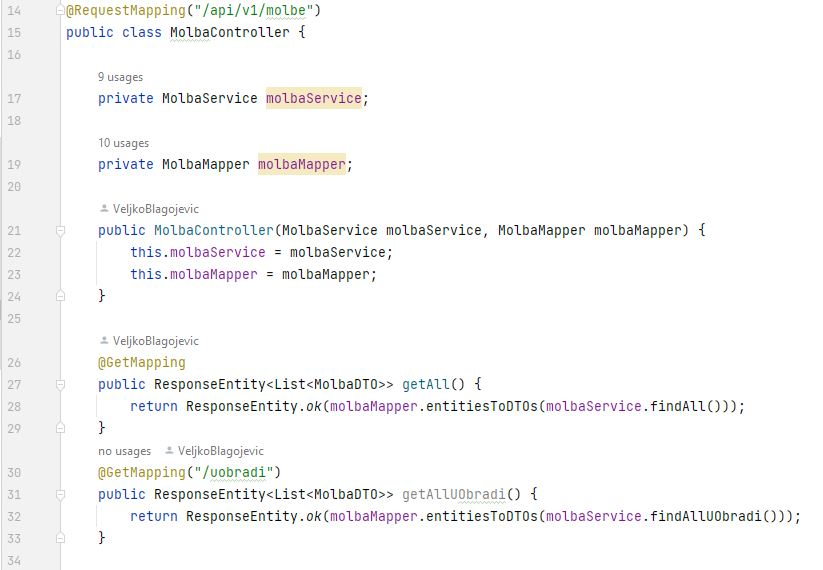 14 @RequestMapping("/api/v1/molbe")
15 public class MolbaController {
16
9 usages
17 private MolbaService molbaService;
18
10 usages
19 private MolbaMapper molbaMapper;
20
VeljkoBlagojevic
21 public MolbaController(MolbaService molbaService, MolbaMapper molbaMapper) {
22 this.molbaService = molbaService;
23 this.molbaMapper = molbaMapper;
24 }
25
VeljkoBlagojevic
26 @GetMapping
27 public ResponseEntity<List<MolbaDTO>> getAll() {
28 return ResponseEntity.ok(molbaMapper.entitiesToDTOs(molbaService.findAll()));
29 }
no usages VeljkoBlagojevic
30 @GetMapping("/uobradi")
31 public ResponseEntity<List<MolbaDTO>> getAllUObradi() {
32 return ResponseEntity.ok(molbaMapper.entitiesToDTOs(molbaService.findAllUObradi()));
33 }
34